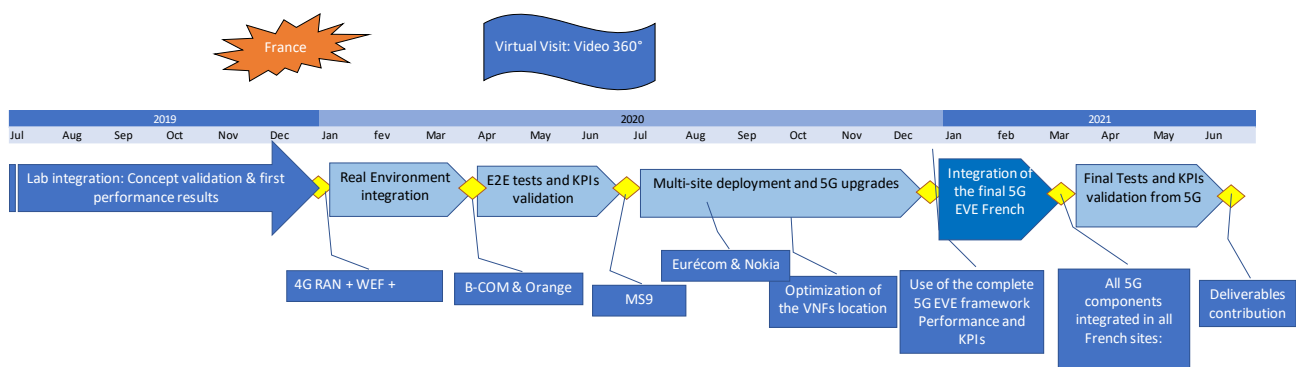 France
Virtual Visit: Video 360°
2019
2020
2021
Jul Aug Sep Oct Nov Dec Jan fev Mar Apr May Jun Jul Aug Sep Oct Nov Dec Jan feb Mar Apr May Jun
Lab integration: Concept validation & first
performance results
Real Environment
integration
E2E tests and KPIs
validation
Multi-site deployment and 5G upgrades
Integration of
the final 5G
EVE French
Final Tests and KPIs
validation from 5G
4G RAN + WEF +
B-COM & Orange
MS9
Eurécom & Nokia
Optimization of
the VNFs location
Use of the complete
5G EVE framework
Performance and
KPIs
All 5G
components
integrated in all
French sites:
Deliverables
contribution